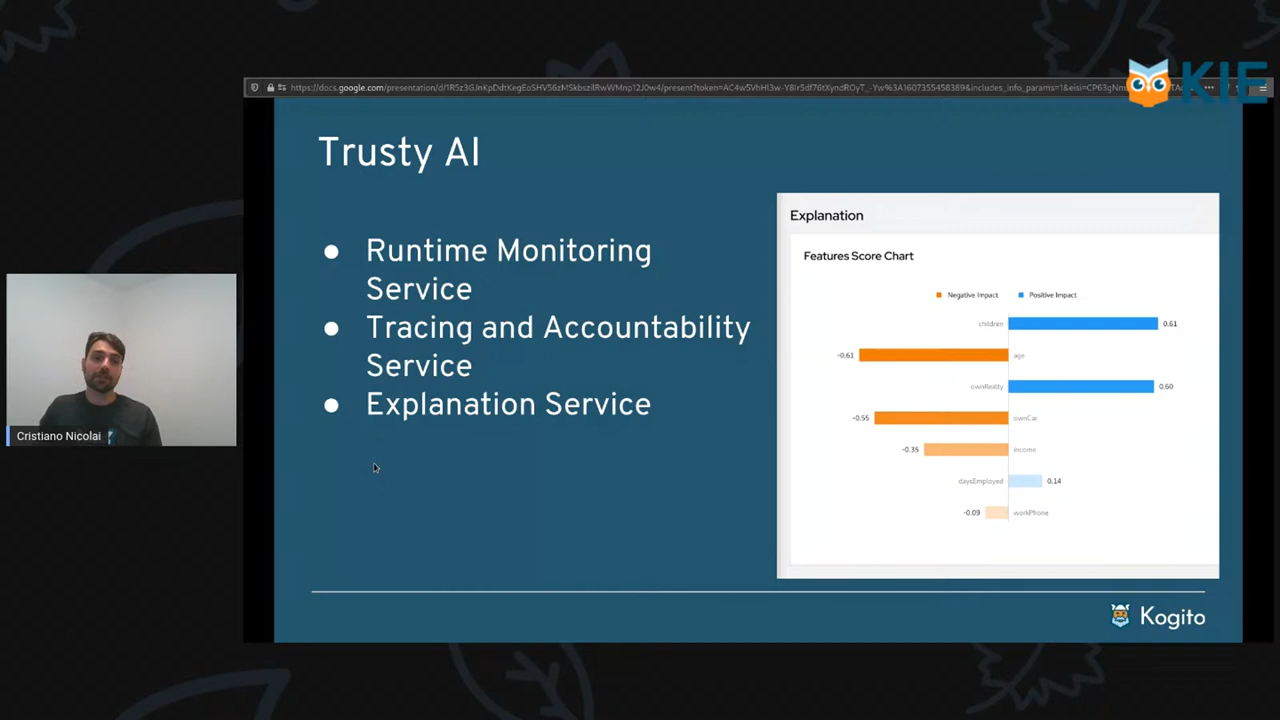 KIE
Trusty AI
Runtime Monitoring
Service
Tracing and Accountability
Service
Explanation Service
Explanation
Features Score Chart
Negative Impact
Positive Impact
children 0.61
-0.61 age
ownRealty 0.60
-0.55 ownCar
-0.35 income
daysEmployed 0.14
-0.09 workPhone
Kogito
Cristiano Nicolai